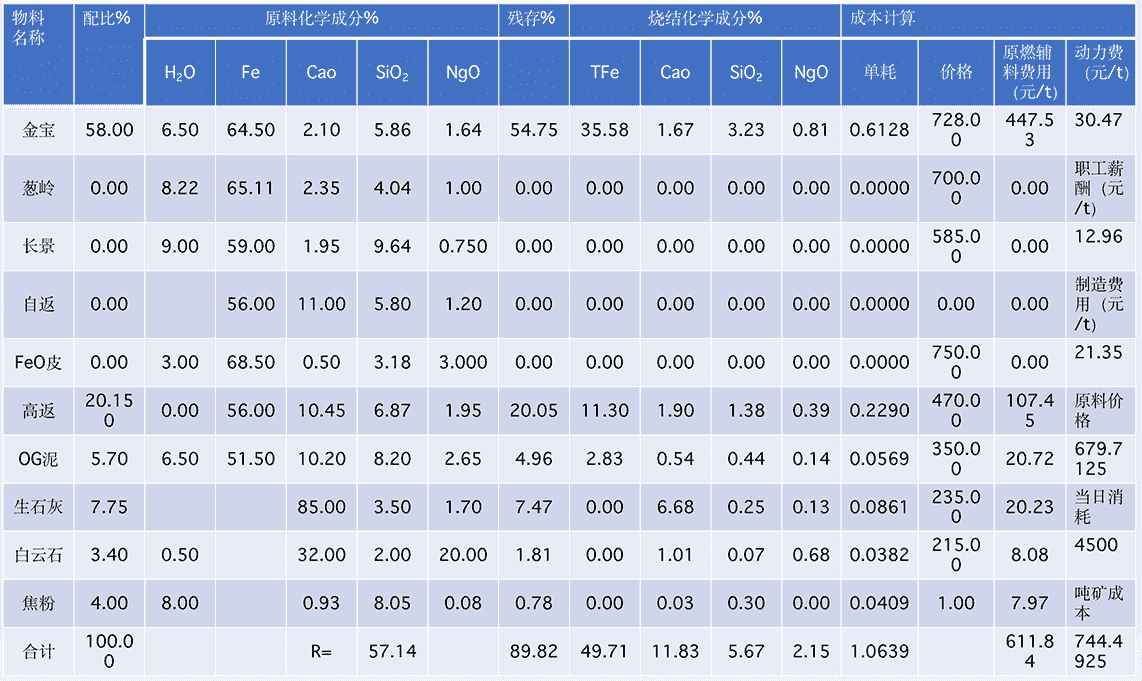 物料名称 配比% 原料化学成分% 残存% 烧结化学成分% 成本计算
H₂O Fe Cao SiO₂ NgO TFe Cao SiO₂ NgO 单耗 价格 原燃辅料费用（元/t） 动力费（元/t）
金宝 58.00 6.50 64.50 2.10 5.86 1.64 54.75 35.58 1.67 3.23 0.81 0.6128 728.00 447.53 30.47
葱岭 0.00 8.22 65.11 2.35 4.04 1.00 0.00 0.00 0.00 0.00 0.00 0.0000 700.00 0.00 职工薪酬（元/t)
长景 0.00 9.00 59.00 1.95 9.64 0.750 0.00 0.00 0.00 0.00 0.00 0.0000 585.00 0.00 12.96
自返 0.00 56.00 11.00 5.80 1.20 0.00 0.00 0.00 0.00 0.00 0.0000 0.00 0.00 制造费用（元/t)
FeO皮 0.00 3.00 68.50 0.50 3.18 3.000 0.00 0.00 0.00 0.00 0.00 0.0000 750.00 0.00 21.35
高返 20.150 0.00 56.00 10.45 6.87 1.95 20.05 11.30 1.90 1.38 0.39 0.2290 470.00 107.45 原料价格
OG泥 5.70 6.50 51.50 10.20 8.20 2.65 4.96 2.83 0.54 0.44 0.14 0.0569 350.00 20.72 679.7125
生石灰 7.75 85.00 3.50 1.70 7.47 0.00 6.68 0.25 0.13 0.0861 235.00 20.23 当日消耗
白云石 3.40 0.50 32.00 2.00 20.00 1.81 0.00 1.01 0.07 0.68 0.0382 215.00 8.08 4500
焦粉 4.00 8.00 0.93 8.05 0.08 0.78 0.00 0.03 0.30 0.00 0.0409 1.00 7.97 吨矿成本
合计 100.00 R= 57.14 89.82 49.71 11.83 5.67 2.15 1.0639 611.84 744.4925